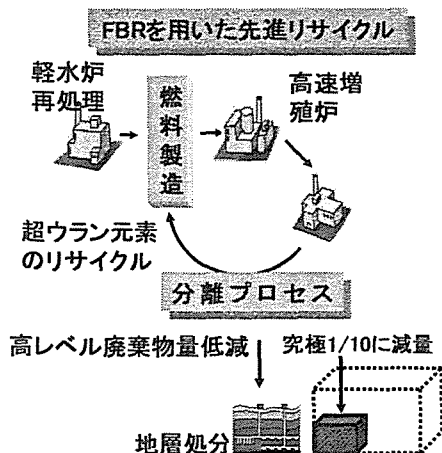 FBRを用いた先進リサイクル
軽水炉
再処理
燃料製造
高速増
殖炉
超ウラン元素
のリサイクル
分離プロセス
高レベル廃棄物量低減
究極1/10に減量
地層処分